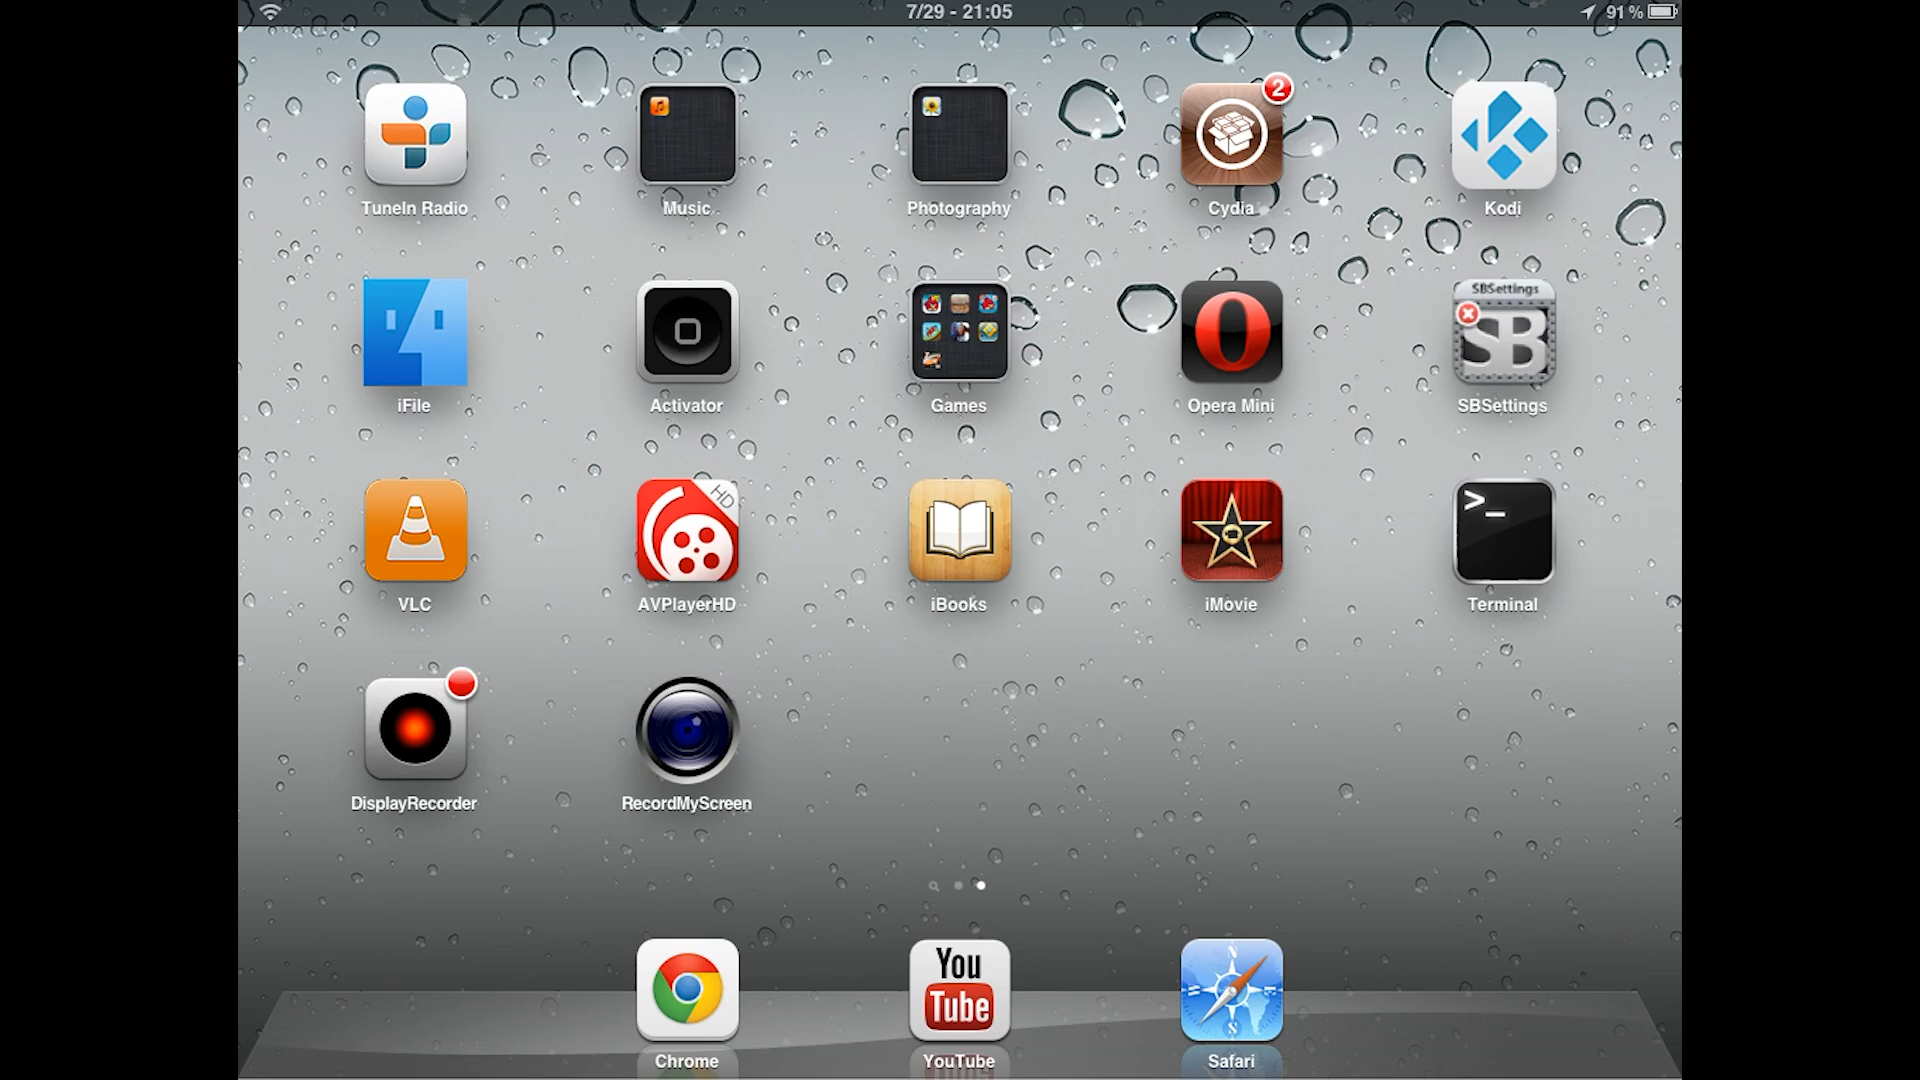 7/29 - 21:05
91%
2
TuneIn Radio
Music
Photography
Cydia
Kodi
SBSettings
SB
iFile
Activator
Games
Opera Mini
SBSettings
HD
>_
VLC
AVPlayerHD
iBooks
iMovie
Terminal
DisplayRecorder
RecordMyScreen
You
Tube
N
S
Chrome
YouTube
Safari